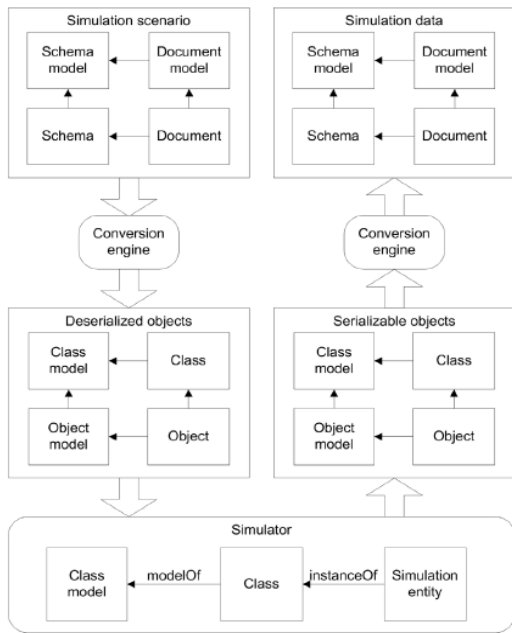 Simulation scenario
Schema
model
Document
model
Schema
Document
Conversion
engine
Deserialized objects
Class
model
Class
Object
model
Object
Simulation data
Schema
model
Document
model
Schema
Document
Conversion
engine
Serializable objects
Class
model
Class
Object
model
Object
Simulator
Class
model
modelOf
Class
instanceOf
Simulation
entity